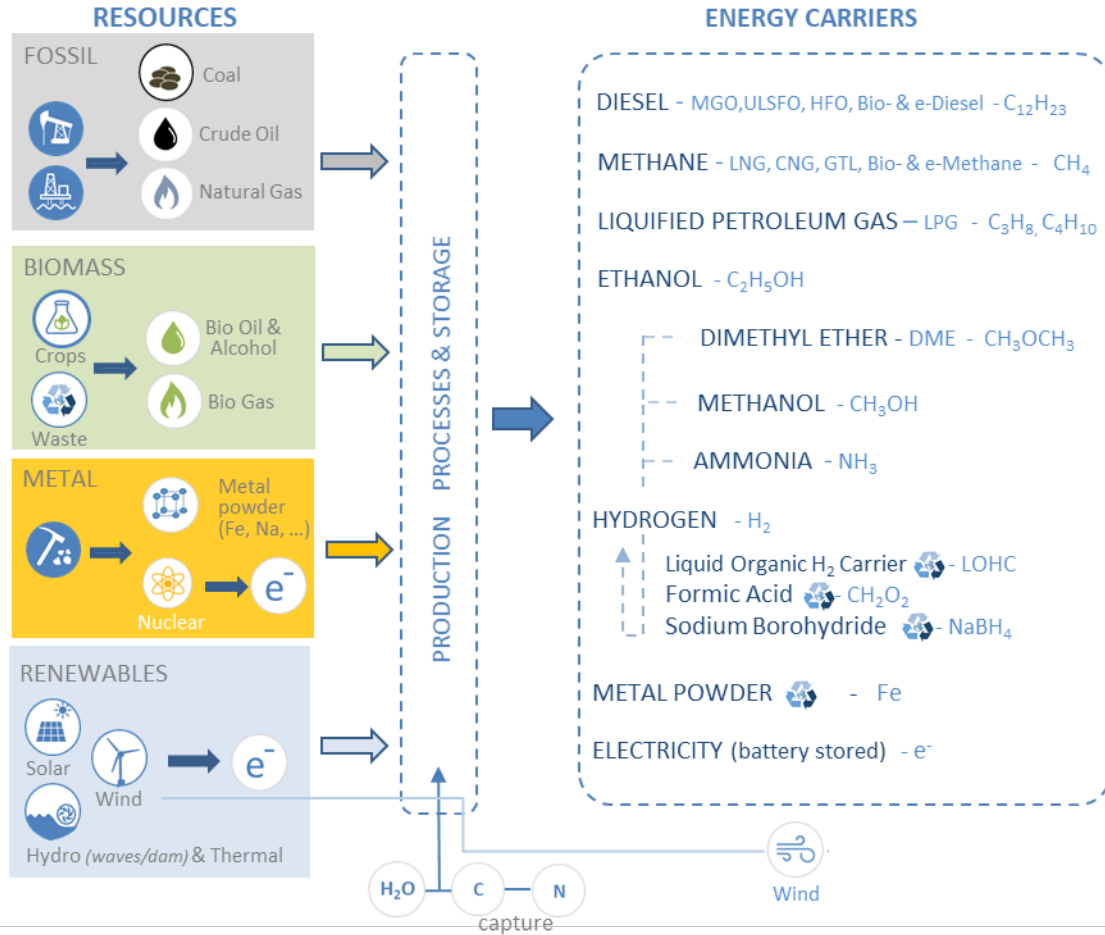 RESOURCES
FOSSIL
Coal
Crude Oil
Natural Gas
BIOMASS
Crops
Waste
Bio Oil &
Alcohol
Bio Gas
METAL
Metal
powder
(Fe, Na, ...)
Nuclear
e⁻
RENEWABLES
Solar
Wind
e⁻
Hydro (waves/dam) & Thermal
PRODUCTION PROCESSES & STORAGE
H₂O
C
N
capture
ENERGY CARRIERS
DIESEL - MGO,ULSFO, HFO, Bio- & e-Diesel - C₁₂H₂₃
METHANE – LNG, CNG, GTL, Bio- & e-Methane - CH₄
LIQUIFIED PETROLEUM GAS – LPG - C₃H₈, C₄H₁₀
ETHANOL - C₂H₅OH
DIMETHYL ETHER - DME - CH₃OCH₃
METHANOL - CH₃OH
AMMONIA - NH₃
HYDROGEN - H₂
Liquid Organic H₂ Carrier - LOHC
Formic Acid - CH₂O₂
Sodium Borohydride - NaBH₄
METAL POWDER - Fe
ELECTRICITY (battery stored) - e⁻
Wind